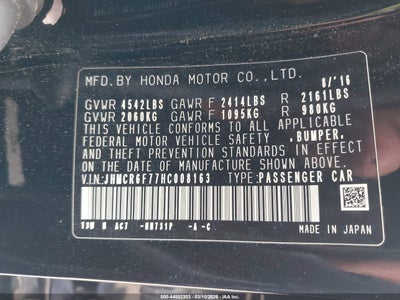 MFD.BY HONDA MOTOR CO.,LTD. 8/'16
GVWR 4542LBS GAWR F 2414LBS R 2161LBS
GVWR 2060KG GAWR F 1095KG R 980KG
THIS VEHICLE CONFORMS TO ALL APPLICABLE
FEDERAL MOTOR VEHICLE SAFETY ,BUMPER,
AND THEFT PREVENTION STANDARDS IN
EFFECT ON THE DATE OF MANUFACTURE
SHOWN ABOVE.
V.I.N:JHMCR6F77HC008163 TYPE:PASSENGER CAR
-A-C
MADE IN JAPAN